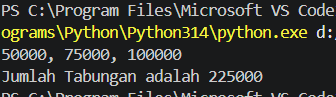 PS C:\Program Files\Microsoft VS Code
ograms\Python\Python314\python.exe d:
50000, 75000, 100000
Jumlah Tabungan adalah 225000
PS C:\Program Files\Microsoft VS Code